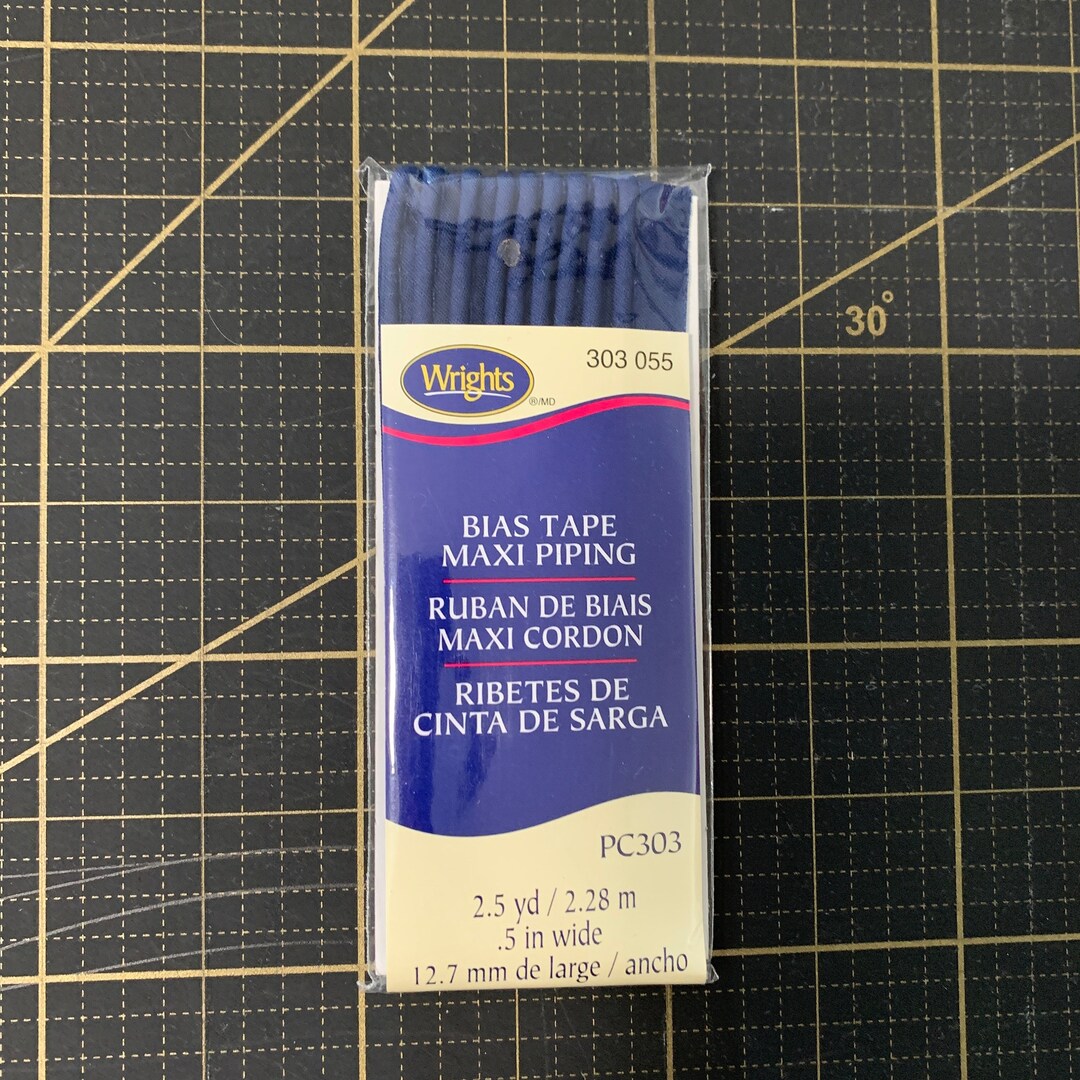 303 055
Wrights
®/MD
30°
BIAS TAPE
MAXI PIPING
RUBAN DE BIAIS
MAXI CORDON
RIBETES DE
CINTA DE SARGA
PC303
2.5 yd / 2.28 m
.5 in wide
12.7 mm de large / ancho